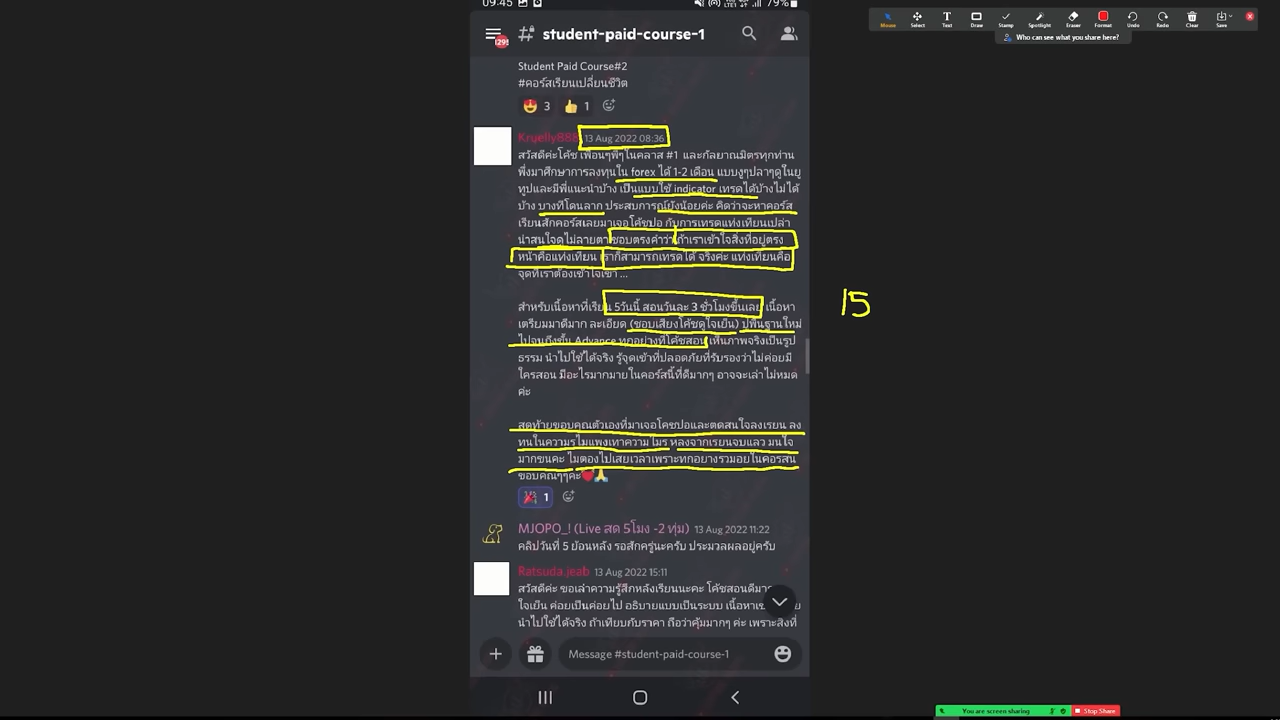 09:45
79%
Mouse Select Text Draw Stamp Spotlight Eraser Format Undo Redo Clear Save
Who can see what you share here?
student-paid-course-1
Student Paid Course#2
#คอร์สเรียนเปลี่ยนชีวิต
3 1
Kruelly888 13 Aug 2022 08:36
สวัสดีค่ะโค้ช เพื่อนๆพี่ๆในคลาส #1 และกัลยาณมิตรทุกท่าน
พึ่งมาศึกษาการลงทุนใน forex ได้ 1-2 เดือน แบบงูๆปลาๆดูในยู
ทูปและมีพี่แนะนำบ้าง เป็นแบบใช้ indicator เทรดได้บ้างไม่ได้
บ้าง บางทีโดนลาก ประสบการณ์ยังน้อยค่ะ คิดว่าจะหาคอร์ส
เรียนสักคอร์สเลยมาเจอโค้ชปอ กับการเทรดแท่งเทียนเปล่า
น่าสนใจดูไม่ลายตา ชอบตรงคำว่า ถ้าเราเข้าใจสิ่งที่อยู่ตรง
หน้าคือแท่งเทียน เราก็สามารถเทรดได้ จริงค่ะ แท่งเทียนคือ
จุดที่เราต้องเข้าใจเขา ...
สำหรับเนื้อหาที่เรียน 5วันนี้ สอนวันละ 3 ชั่วโมงขึ้นเลย เนื้อหา
เตรียมมาดีมาก ละเอียด (ชอบเสียงโค้ชดูใจเย็น) ปูพื้นฐานใหม่
ไปจนถึงขั้น Advance ทุกอย่างที่โค้ชสอน เห็นภาพจริงเป็นรูป
ธรรม นำไปใช้ได้จริง รู้จุดเข้าที่ปลอดภัยที่รับรองว่าไม่ค่อยมี
ใครสอน มีอะไรมากมายในคอร์สนี้ที่ดีมากๆ อาจจะเล่าไม่หมด
ค่ะ
สุดท้ายขอบคุณตัวเองที่มาเจอโค้ชปอและตัดสินใจลงเรียน ลง
ทุนในความรู้ไม่แพงเท่าความไม่รู้ หลังจากเรียนจบแล้ว มั่นใจ
มากขึ้นค่ะ ไม่ต้องไปเสียเวลาเพราะทุกอย่างรวมอยู่ในคอร์สนี้
ขอบคุณๆๆค่ะ
1
15
MJOPO_! (Live สด 5โมง -2 ทุ่ม) 13 Aug 2022 11:22
คลิปวันที่ 5 ย้อนหลัง รอสักครู่นะครับ ประมวลผลอยู่ครับ
Ratsuda.jeab 13 Aug 2022 15:11
สวัสดีค่ะ ขอเล่าความรู้สึกหลังเรียนนะคะ โค้ชสอนดีมาก
ใจเย็น ค่อยเป็นค่อยไป อธิบายแบบเป็นระบบ
นำไปใช้ได้จริง ถ้าเทียบกับราคา ถือว่าคุ้มมากๆ ค่ะ เพราะสิ่งที่
Message #student-paid-course-1
You are screen sharing Stop Share